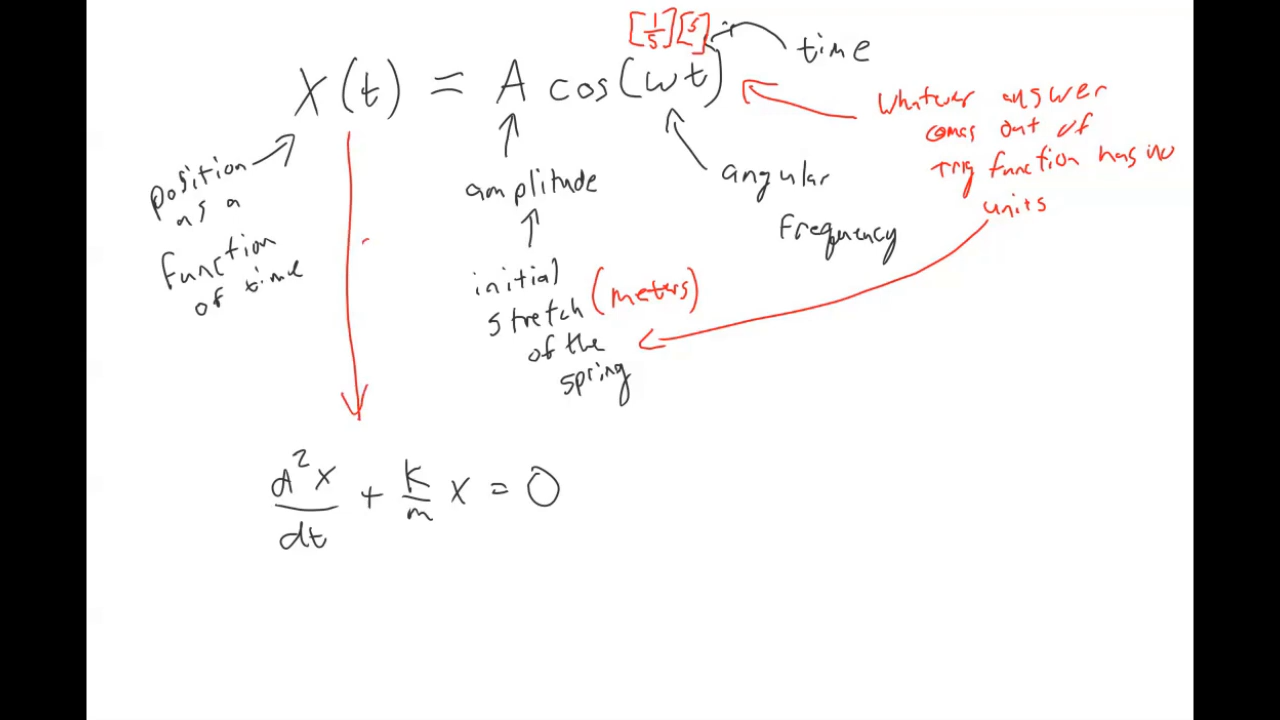 [1/s][s]
time
X(t) = A cos(ωt)
Whatever answer
comes out of
trig function has no
units
position
as a
function
of time
amplitude
angular
frequency
initial
stretch (meters)
of the
spring
d²x/dt + k/m x = 0